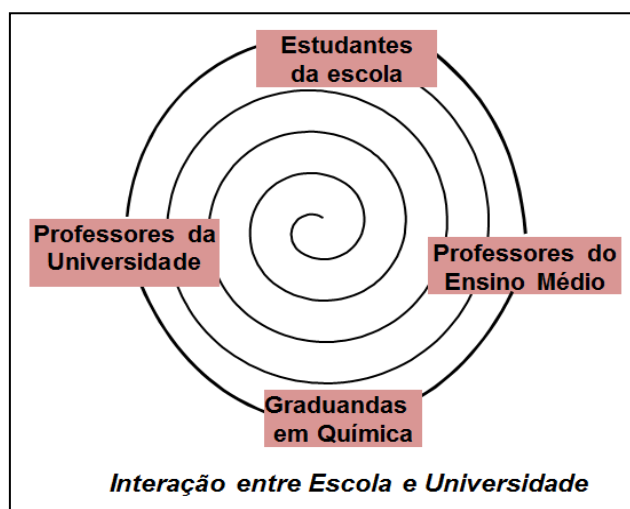 Estudantes
da escola
Professores da
Universidade
Professores do
Ensino Médio
Graduandas
em Química
Interação entre Escola e Universidade